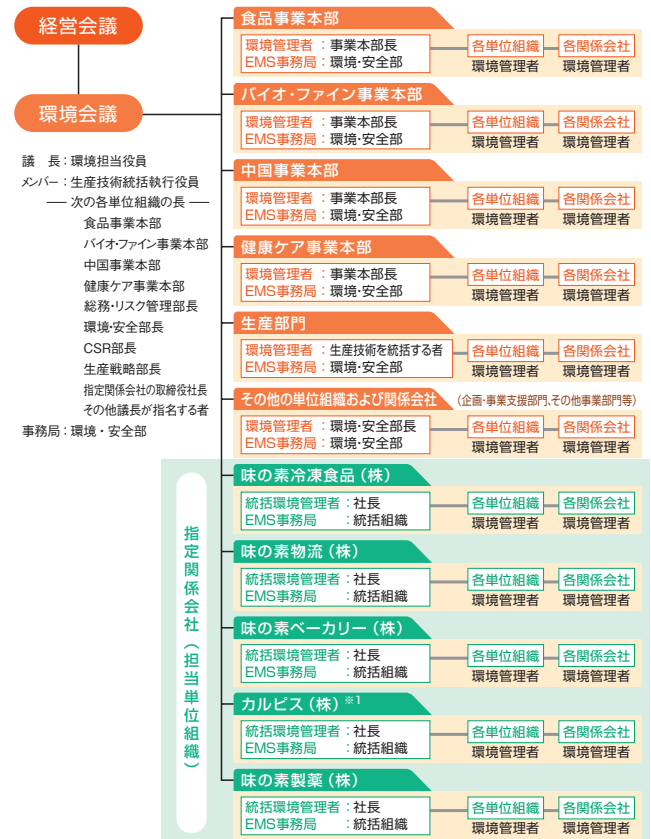 経営会議
環境会議
議　長：環境担当役員
メンバー：生産技術統括執行役員
── 次の各単位組織の長 ──
食品事業本部
バイオ・ファイン事業本部
中国事業本部
健康ケア事業本部
総務・リスク管理部長
環境・安全部長
CSR部長
生産戦略部長
指定関係会社の取締役社長
その他議長が指名する者
事務局：環境・安全部
食品事業本部
環境管理者：事業本部長
EMS事務局：環境・安全部
各単位組織 各関係会社
環境管理者 環境管理者
バイオ・ファイン事業本部
環境管理者：事業本部長
EMS事務局：環境・安全部
各単位組織 各関係会社
環境管理者 環境管理者
中国事業本部
環境管理者：事業本部長
EMS事務局：環境・安全部
各単位組織 各関係会社
環境管理者 環境管理者
健康ケア事業本部
環境管理者：事業本部長
EMS事務局：環境・安全部
各単位組織 各関係会社
環境管理者 環境管理者
生産部門
環境管理者：生産技術を統括する者
EMS事務局：環境・安全部
各単位組織 各関係会社
環境管理者 環境管理者
その他の単位組織および関係会社 （企画・事業支援部門、その他事業部門等）
環境管理者：環境・安全部長
EMS事務局：環境・安全部
各単位組織 各関係会社
環境管理者 環境管理者
指定関係会社（担当単位組織）
味の素冷凍食品（株）
統括環境管理者：社長
EMS事務局：統括組織
各単位組織 各関係会社
環境管理者 環境管理者
味の素物流（株）
統括環境管理者：社長
EMS事務局：統括組織
各単位組織 各関係会社
環境管理者 環境管理者
味の素ベーカリー（株）
統括環境管理者：社長
EMS事務局：統括組織
各単位組織 各関係会社
環境管理者 環境管理者
カルピス（株）※1
統括環境管理者：社長
EMS事務局：統括組織
各単位組織 各関係会社
環境管理者 環境管理者
味の素製薬（株）
統括環境管理者：社長
EMS事務局：統括組織
各単位組織 各関係会社
環境管理者 環境管理者